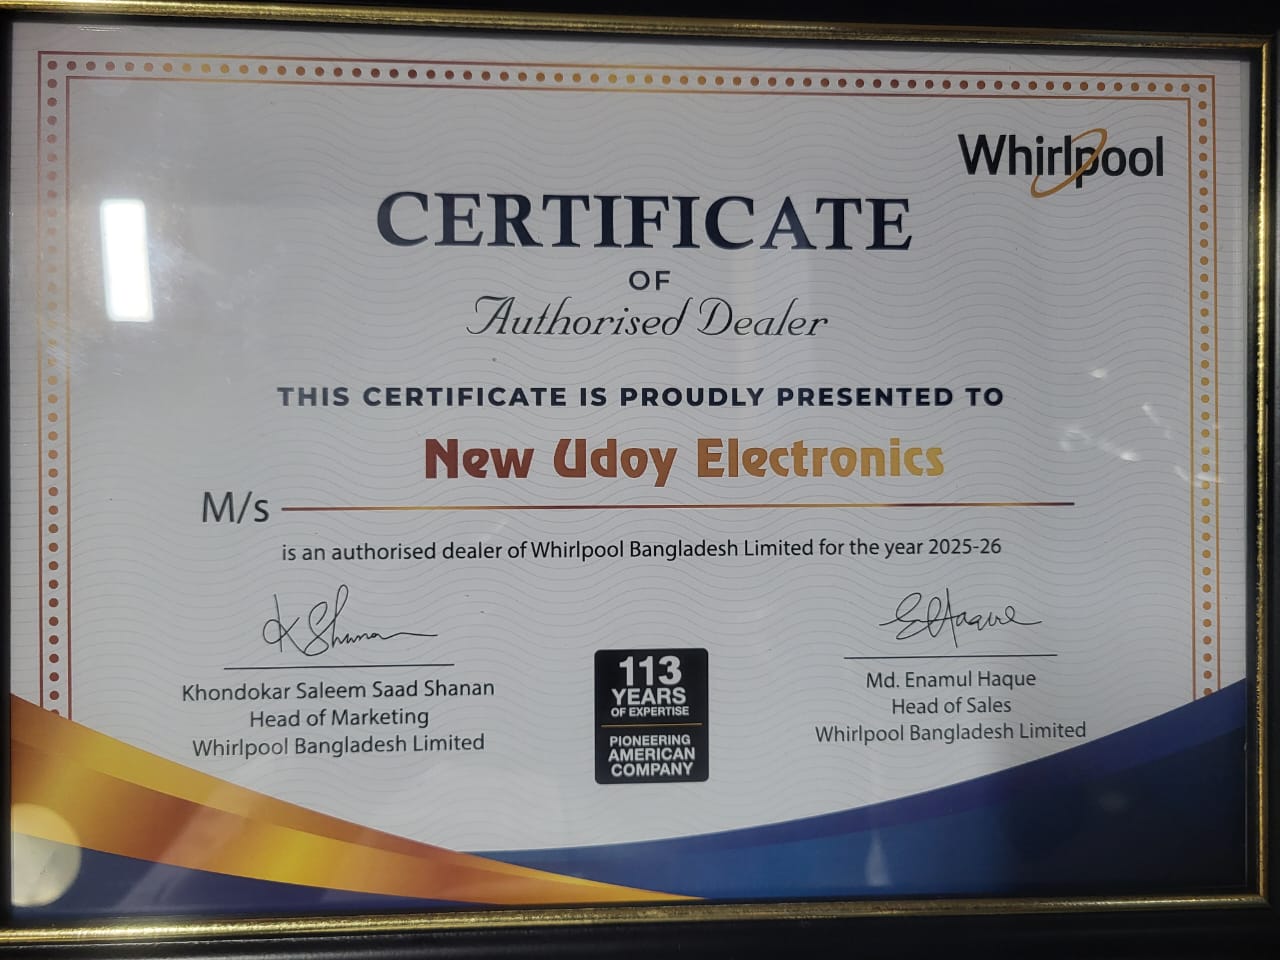 Whirlpool
CERTIFICATE
OF
Authorised Dealer
THIS CERTIFICATE IS PROUDLY PRESENTED TO
New Udoy Electronics
M/s
is an authorised dealer of Whirlpool Bangladesh Limited for the year 2025-26
K Shanan
Khondokar Saleem Saad Shanan
Head of Marketing
Whirlpool Bangladesh Limited
113
YEARS
OF EXPERTISE
PIONEERING
AMERICAN
COMPANY
EHaque
Md. Enamul Haque
Head of Sales
Whirlpool Bangladesh Limited